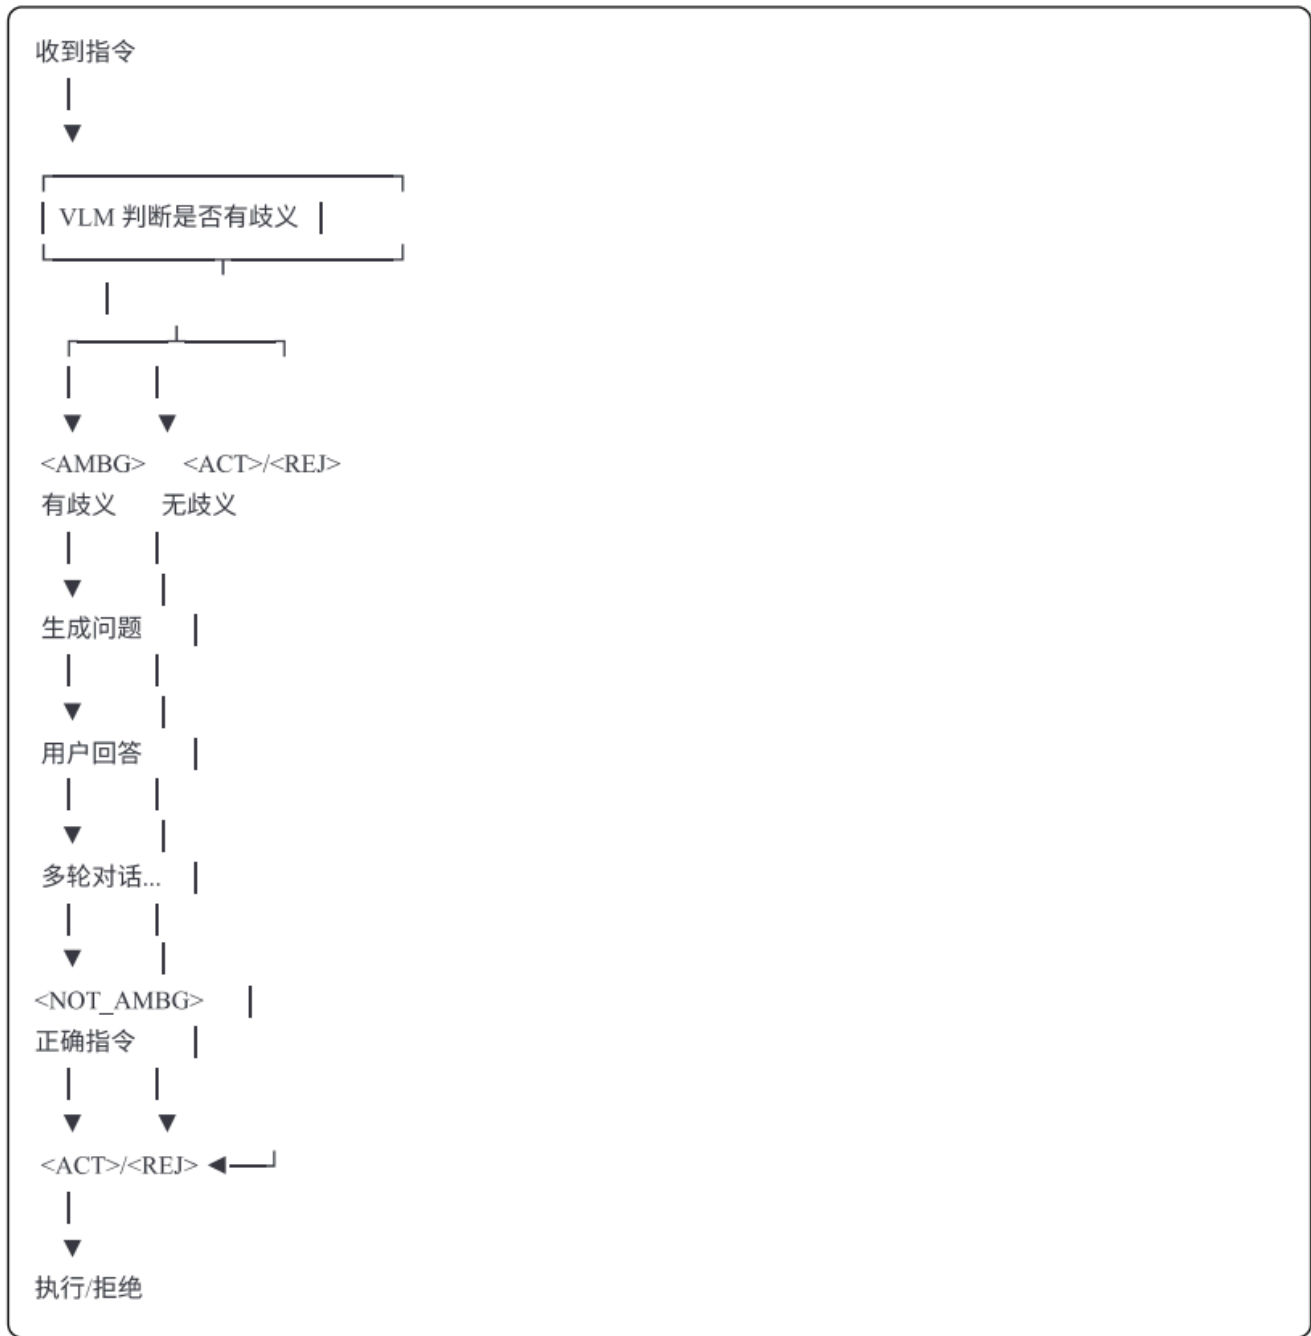 收到指令
VLM 判断是否有歧义
<AMBG> <ACT>/<REJ>
有歧义 无歧义
生成问题
用户回答
多轮对话...
<NOT_AMBG>
正确指令
<ACT>/<REJ>
执行/拒绝